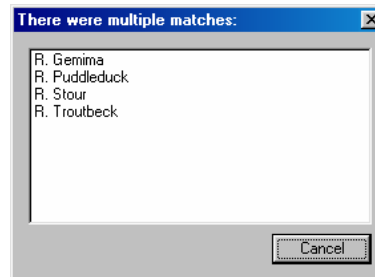 There were multiple matches:
R. Gemima
R. Puddleduck
R. Stour
R. Troutbeck
Cancel